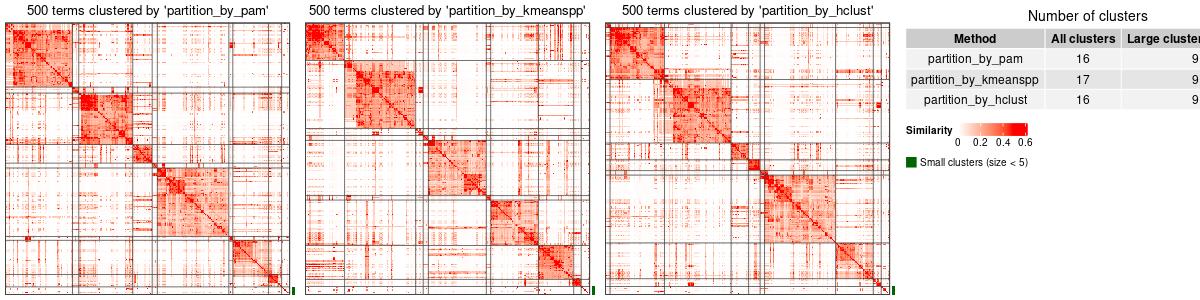 500 terms clustered by 'partition_by_pam'
500 terms clustered by 'partition_by_kmeanspp'
500 terms clustered by 'partition_by_hclust'
Number of clusters
Method All clusters Large cluster
partition_by_pam 16 9
partition_by_kmeanspp 17 9
partition_by_hclust 16 9
Similarity
0 0.2 0.4 0.6
Small clusters (size < 5)